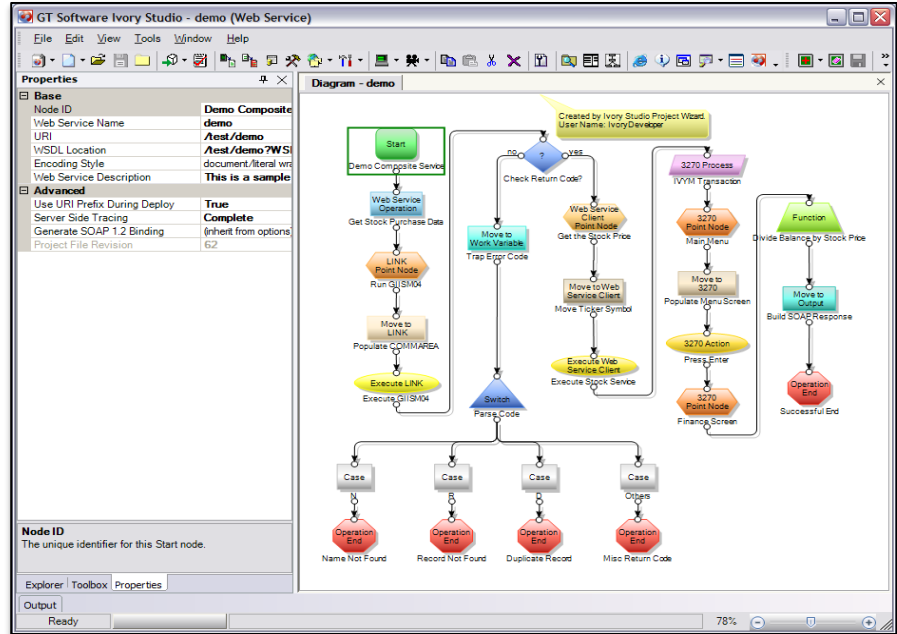 GT Software Ivory Studio - demo (Web Service)
File Edit View Tools Window Help
Properties
Base
Node ID Demo Composite
Web Service Name demo
URI /test/demo
WSDL Location /test/demo?WSI
Encoding Style document/literal wra
Web Service Description This is a sample
Advanced
Use URI Prefix During Deploy True
Server Side Tracing Complete
Generate SOAP 1.2 Binding (inherit from options)
Project File Revision 62
Node ID
The unique identifier for this Start node.
Explorer Toolbox Properties
Output
Ready
78%
Diagram - demo
Created by Ivory Studio Project Wizard.
User Name: IvoryDeveloper
Start
Demo Composite Service
Web Service
Operation
Get Stock Purchase Data
LINK
Point Node
Run GIISM04
Move to
LINK
Populate COMMAREA
Execute LINK
Execute GIISM04
no ? yes
Check Return Code?
Move to
Work Variable
Trap Error Code
Switch
Parse Code
Web Service
Client
Point Node
Get the Stock Price
Move to Web
Service Client
Move Ticker Symbol
Execute Web
Service Client
Execute Stock Service
3270 Process
IVYM Transaction
3270
Point Node
Main Menu
Move to
3270
Populate Menu Screen
3270 Action
Press Enter
3270
Point Node
Finance Screen
Function
Divide Balance by Stock Price
Move to
Output
Build SOAP Response
Operation
End
Successful End
Case
N
Operation
End
Name Not Found
Case
R
Operation
End
Record Not Found
Case
D
Operation
End
Duplicate Record
Case
Others
Operation
End
Misc Return Code